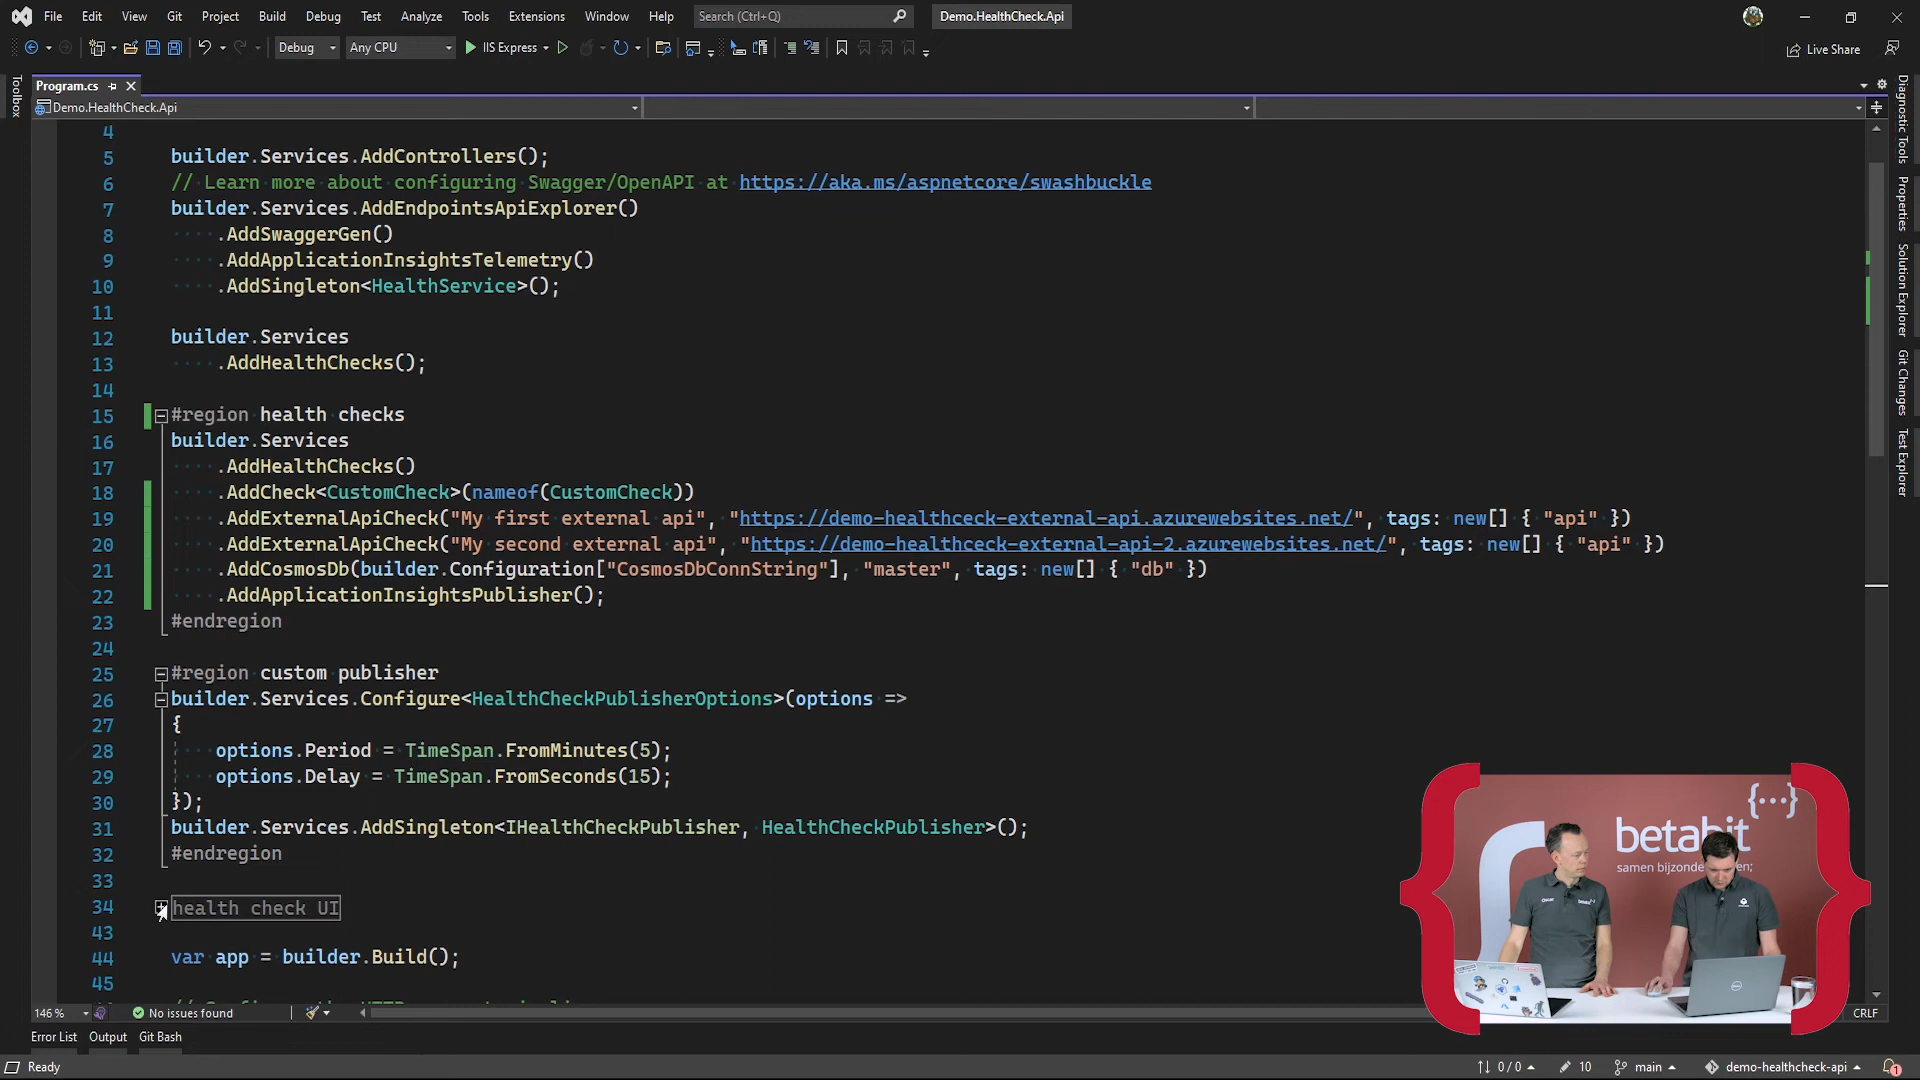 File Edit View Git Project Build Debug Test Analyze Tools Extensions Window Help Search (Ctrl+Q) Demo.HealthCheck.Api
Debug Any CPU IIS Express Live Share
Program.cs
Demo.HealthCheck.Api
Toolbox
4
5 builder.Services.AddControllers();
6 // Learn more about configuring Swagger/OpenAPI at https://aka.ms/aspnetcore/swashbuckle
7 builder.Services.AddEndpointsApiExplorer()
8 .AddSwaggerGen()
9 .AddApplicationInsightsTelemetry()
10 .AddSingleton<HealthService>();
11
12 builder.Services
13 .AddHealthChecks();
14
15 #region health checks
16 builder.Services
17 .AddHealthChecks()
18 .AddCheck<CustomCheck>(nameof(CustomCheck))
19 .AddExternalApiCheck("My first external api", "https://demo-healthceck-external-api.azurewebsites.net/", tags: new[] { "api" })
20 .AddExternalApiCheck("My second external api", "https://demo-healthceck-external-api-2.azurewebsites.net/", tags: new[] { "api" })
21 .AddCosmosDb(builder.Configuration["CosmosDbConnString"], "master", tags: new[] { "db" })
22 .AddApplicationInsightsPublisher();
23 #endregion
24
25 #region custom publisher
26 builder.Services.Configure<HealthCheckPublisherOptions>(options =>
27 {
28 options.Period = TimeSpan.FromMinutes(5);
29 options.Delay = TimeSpan.FromSeconds(15);
30 });
31 builder.Services.AddSingleton<IHealthCheckPublisher, HealthCheckPublisher>();
32 #endregion
33
34 health check UI
43
44 var app = builder.Build();
45
Diagnostic Tools
Properties
Solution Explorer
Git Changes
Test Explorer
{...}
betabit
samen bijzonde
Oscar betabit
146 % No issues found CRLF
Error List Output Git Bash
Ready 0 / 0 10 main demo-healthcheck-api 1